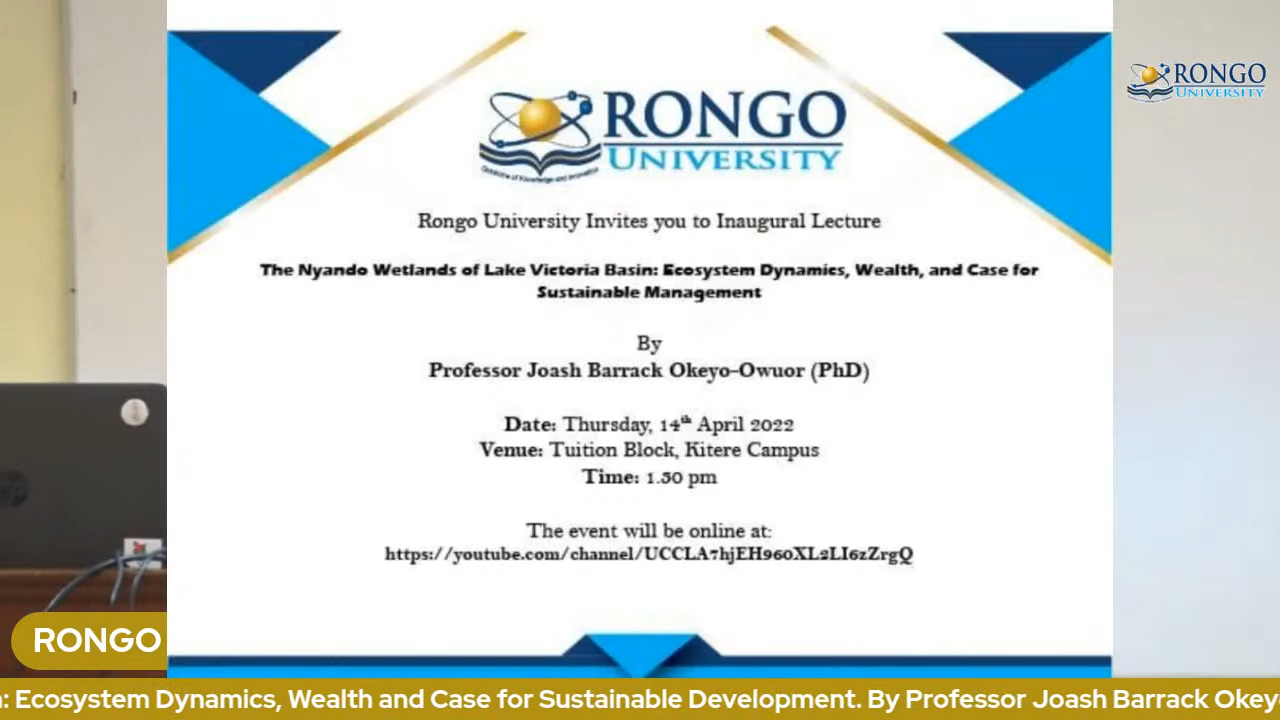 RONGO
UNIVERSITY
RONGO
UNIVERSITY
Rongo University Invites you to Inaugural Lecture
The Nyando Wetlands of Lake Victoria Basin: Ecosystem Dynamics, Wealth, and Case for
Sustainable Management
By
Professor Joash Barrack Okeyo-Owuor (PhD)
Date: Thursday, 14th April 2022
Venue: Tuition Block, Kitere Campus
Time: 1.30 pm
The event will be online at:
https://youtube.com/channel/UCCLA7hjEH960XL2LI6zZrgQ
RONGO
: Ecosystem Dynamics, Wealth and Case for Sustainable Development. By Professor Joash Barrack Okey